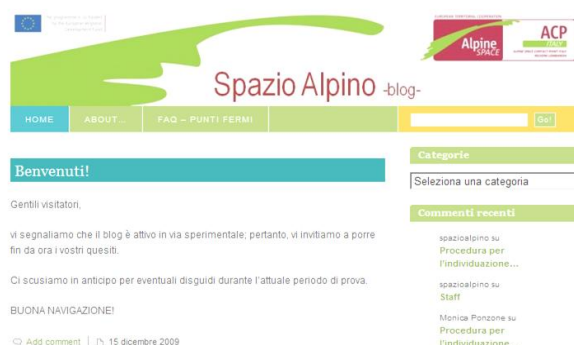 EUROPEAN TERRITORIAL COOPERATION
Alpine
SPACE
ACP
ITALY
Spazio Alpino -blog-
HOME
ABOUT...
FAQ – PUNTI FERMI
Go!
Benvenuti!
Gentili visitatori,
vi segnaliamo che il blog è attivo in via sperimentale; pertanto, vi invitiamo a porre
fin da ora i vostri quesiti.
Ci scusiamo in anticipo per eventuali disguidi durante l'attuale periodo di prova.
BUONA NAVIGAZIONE!
Add comment | 15 dicembre 2009
Categorie
Seleziona una categoria
Commenti recenti
spazioalpino su
Procedura per
l'individuazione...
spazioalpino su
Staff
Monica Ponzone su
Procedura per
l'individuazione...